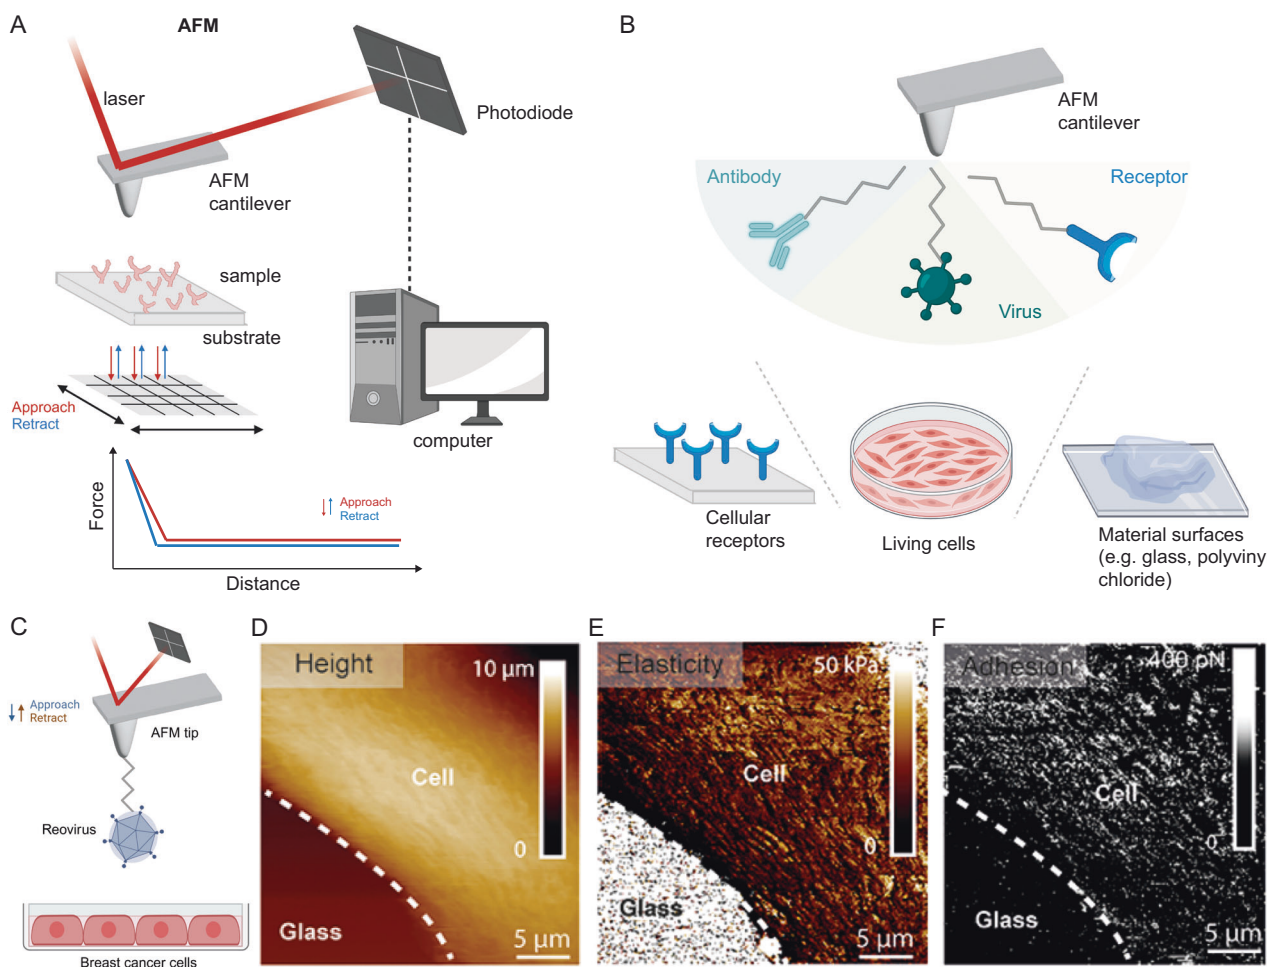 A
AFM
laser
Photodiode
AFM
cantilever
sample
substrate
Approach
Retract
computer
Force
Approach
Retract
Distance
B
AFM
cantilever
Antibody
Receptor
Virus
Cellular
receptors
Living cells
Material surfaces
(e.g. glass, polyviny
chloride)
C
Approach
Retract
AFM tip
Reovirus
Breast cancer cells
D
Height
10 µm
Cell
0
Glass
5 µm
E
Elasticity
50 kPa
Cell
0
Glass
5 µm
F
Adhesion
400 pN
Cell
0
Glass
5 µm